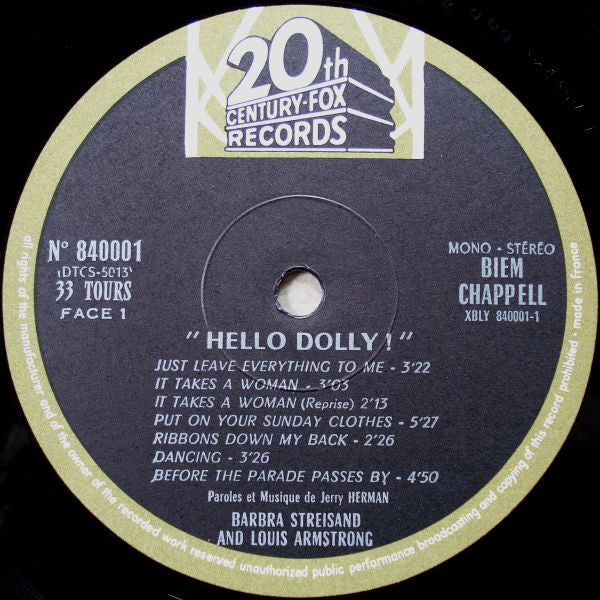 20th
CENTURY-FOX
RECORDS
N° 840001
(DTCS-5013)
33 TOURS
FACE 1
MONO - STÉRÉO
BIEM
CHAPPELL
XBLY 840001-1
"HELLO DOLLY!"
JUST LEAVE EVERYTHING TO ME - 3'22
IT TAKES A WOMAN - 3'03
IT TAKES A WOMAN (Reprise) 2'13
PUT ON YOUR SUNDAY CLOTHES - 5'27
RIBBONS DOWN MY BACK - 2'26
DANCING - 3'26
BEFORE THE PARADE PASSES BY - 4'50
Paroles et Musique de Jerry HERMAN
BARBRA STREISAND
AND LOUIS ARMSTRONG
all rights of the manufacturer and of the owner of the recorded work reserved unauthorized public performance broadcasting and copying of this record prohibited - made in France